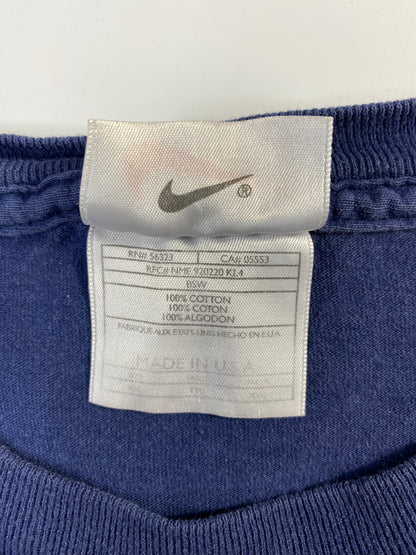 ®
RN# 56323 CA# 05553
RFC# NME 920220 KL4
BSVV
100% COTTON
100% COTON
100% ALGODON
FABRIQUE AUX ETATS UNIS HECHO EN E.U.A.
MADE IN U.S.A.